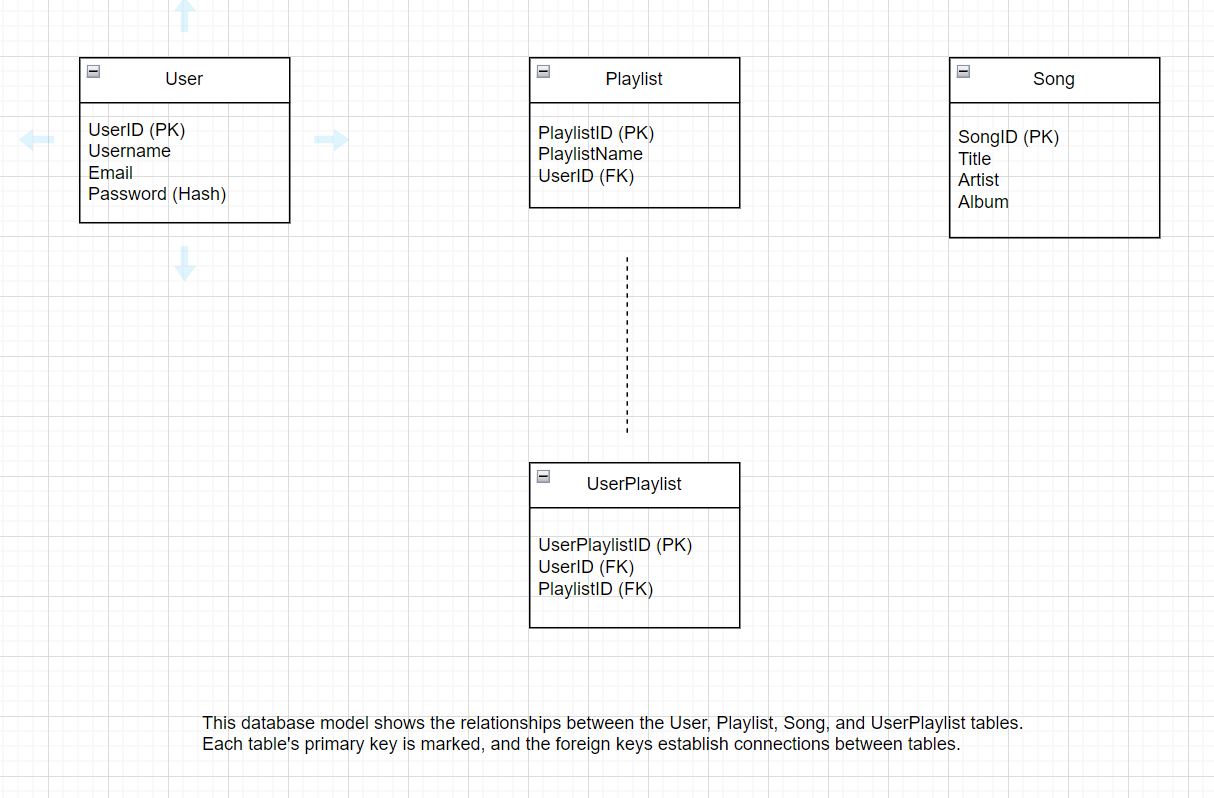 User
UserID (PK)
Username
Email
Password (Hash)
Playlist
PlaylistID (PK)
PlaylistName
UserID (FK)
Song
SongID (PK)
Title
Artist
Album
UserPlaylist
UserPlaylistID (PK)
UserID (FK)
PlaylistID (FK)
This database model shows the relationships between the User, Playlist, Song, and UserPlaylist tables.
Each table's primary key is marked, and the foreign keys establish connections between tables.